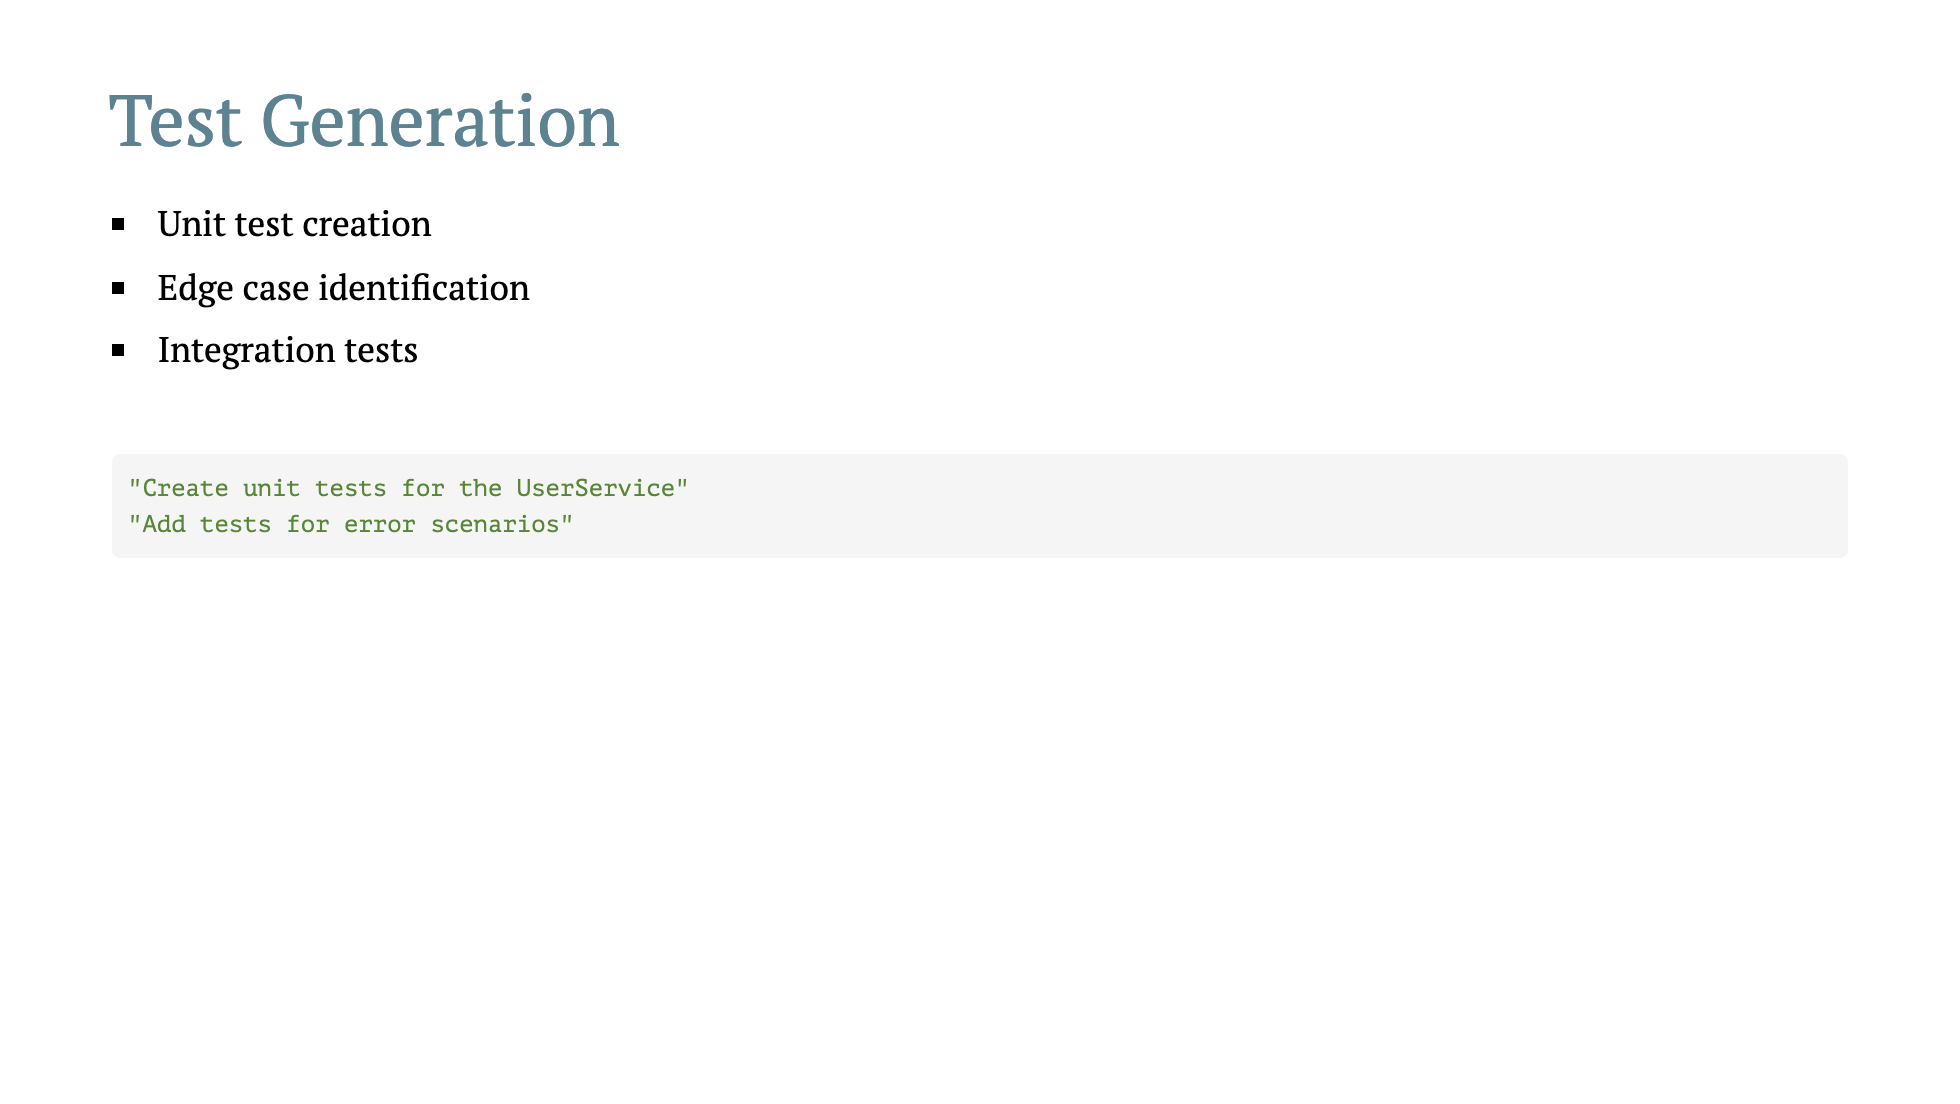 Test Generation
Unit test creation
Edge case identification
Integration tests
"Create unit tests for the UserService"
"Add tests for error scenarios"